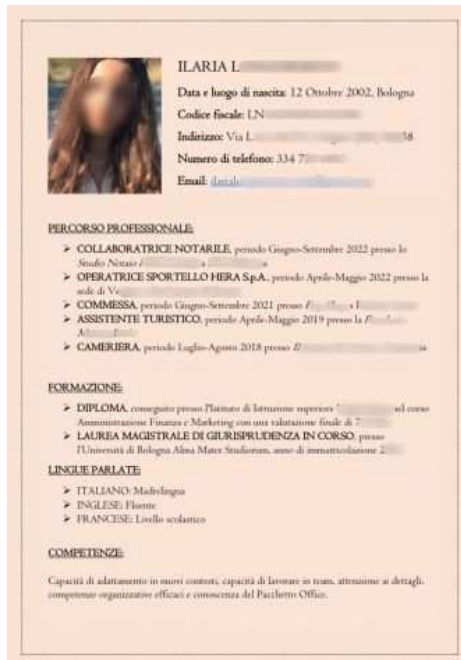 ILARIA L
Data e luogo di nascita: 12 Ottobre 2002, Bologna
Codice fiscale: LN
Indirizzo: Via L
Numero di telefono: 334 7
Email:
PERCORSO PROFESSIONALE:
➤ COLLABORATRICE NOTARILE, periodo Giugno-Settembre 2022 presso lo
Studio Notaio
➤ OPERATRICE SPORTELLO HERA S.p.A., periodo Aprile-Maggio 2022 presso la
sede di
➤ COMMESSA, periodo Giugno-Settembre 2021 presso
➤ ASSISTENTE TURISTICO, periodo Aprile-Maggio 2019 presso la
➤ CAMERIERA, periodo Luglio-Agosto 2018 presso
FORMAZIONE:
➤ DIPLOMA, conseguito presso l'Istituto di Istruzione superiore nel corso
Amministrazione Finanza e Marketing con una valutazione finale di 7
➤ LAUREA MAGISTRALE DI GIURISPRUDENZA IN CORSO, presso
l'Università di Bologna Alma Mater Studiorum, anno di immatricolazione 2
LINGUE PARLATE:
➤ ITALIANO: Madrelingua
➤ INGLESE: Fluente
➤ FRANCESE: Livello scolastico
COMPETENZE:
Capacità di adattamento in nuovi contesti, capacità di lavorare in team, attenzione ai dettagli,
competenze organizzative efficaci e conoscenza del Pacchetto Office.